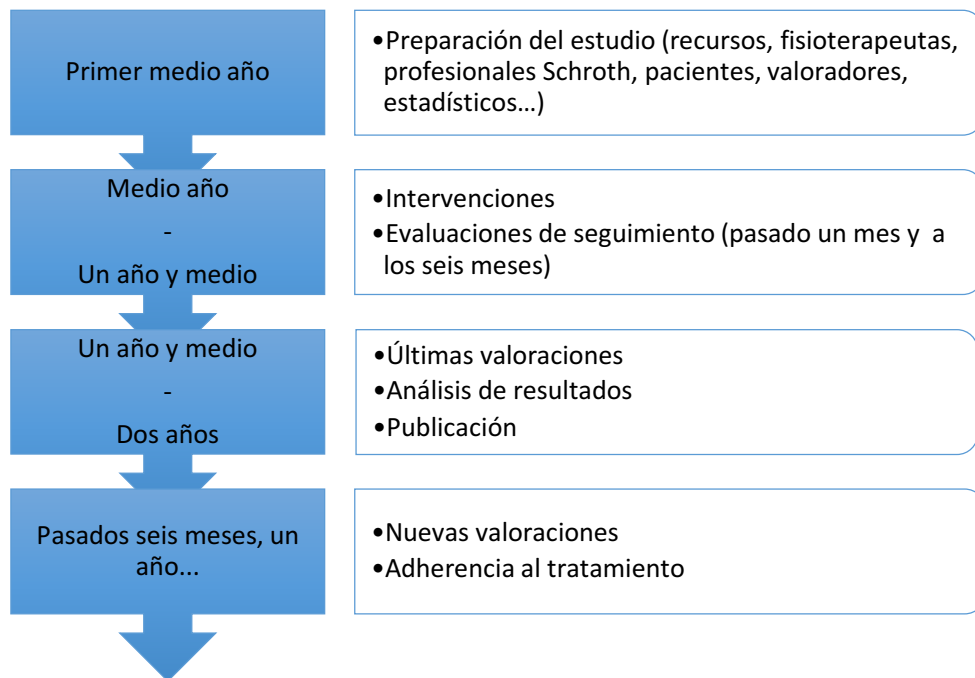 Primer medio año
•Preparación del estudio (recursos, fisioterapeutas,
profesionales Schroth, pacientes, valoradores,
estadísticos…)
Medio año
-
Un año y medio
•Intervenciones
•Evaluaciones de seguimiento (pasado un mes y a
los seis meses)
Un año y medio
-
Dos años
•Últimas valoraciones
•Análisis de resultados
•Publicación
Pasados seis meses, un
año...
•Nuevas valoraciones
•Adherencia al tratamiento